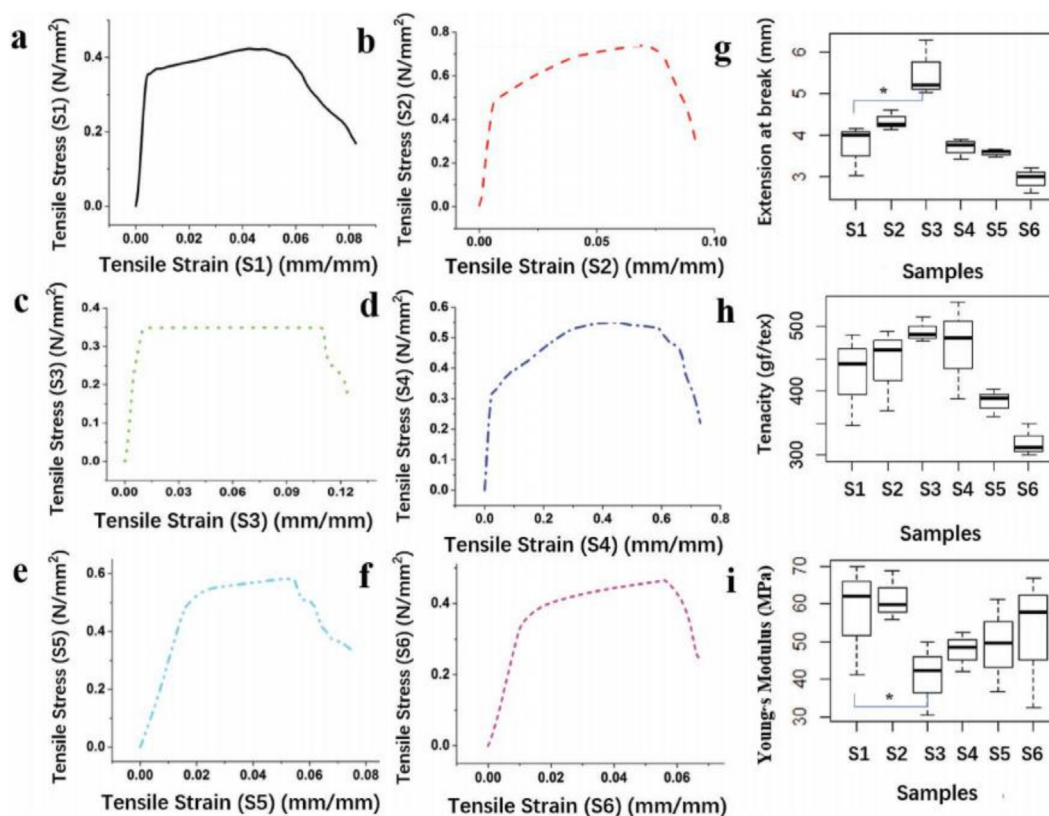 a
Tensile Stress (S1) (N/mm²)
0.4
0.2
0.0
0.00 0.02 0.04 0.06 0.08
Tensile Strain (S1) (mm/mm)
b
Tensile Stress (S2) (N/mm²)
0.8
0.6
0.4
0.2
0.0
0.00 0.05 0.10
Tensile Strain (S2) (mm/mm)
g
Extension at break (mm)
6
5
4
3
*
S1 S2 S3 S4 S5 S6
Samples
c
Tensile Stress (S3) (N/mm²)
0.4
0.3
0.2
0.1
0.0
0.00 0.03 0.06 0.09 0.12
Tensile Strain (S3) (mm/mm)
d
Tensile Stress (S4) (N/mm²)
0.6
0.5
0.4
0.3
0.2
0.1
0.0
0.0 0.2 0.4 0.6 0.8
Tensile Strain (S4) (mm/mm)
h
Tenacity (gf/tex)
500
400
300
S1 S2 S3 S4 S5 S6
Samples
e
Tensile Stress (S5) (N/mm²)
0.6
0.4
0.2
0.0
0.00 0.02 0.04 0.06 0.08
Tensile Strain (S5) (mm/mm)
f
Tensile Stress (S6) (N/mm²)
0.4
0.2
0.0
0.00 0.02 0.04 0.06
Tensile Strain (S6) (mm/mm)
i
Young-s Modulus (MPa)
70
60
50
40
30
*
S1 S2 S3 S4 S5 S6
Samples